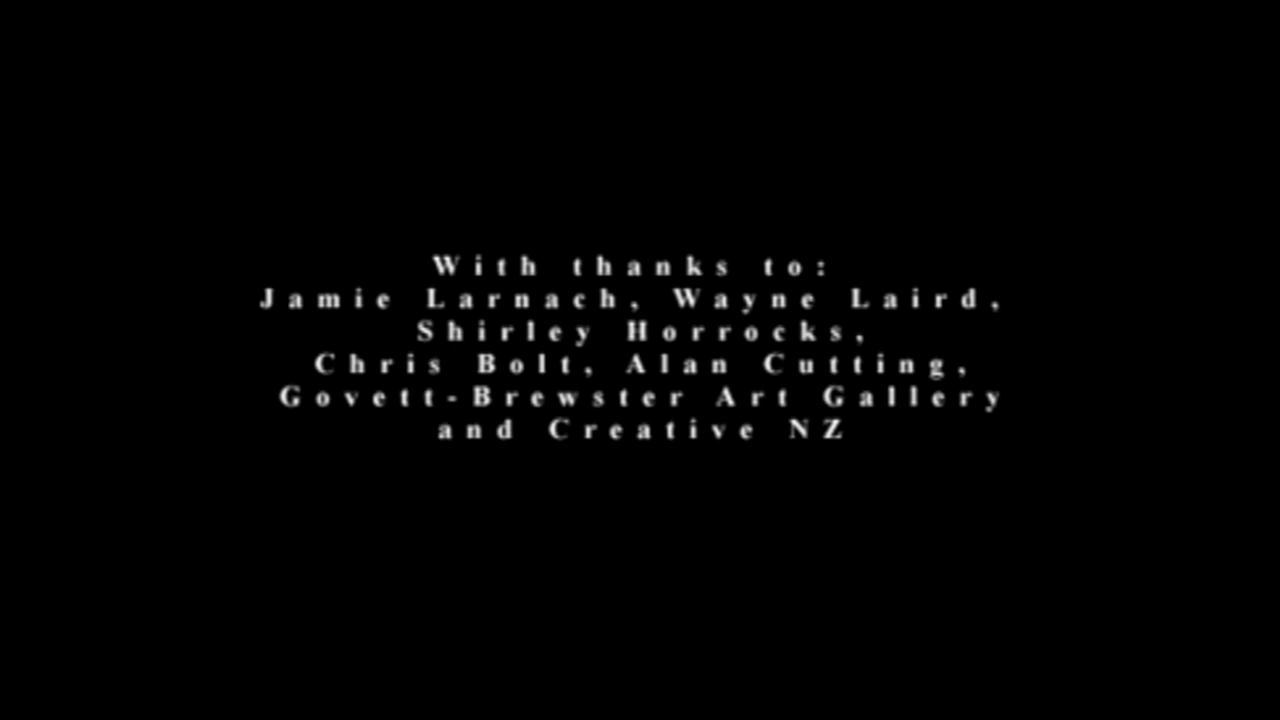 With thanks to:
Jamie Larnach, Wayne Laird,
Shirley Horrocks,
Chris Bolt, Alan Cutting,
Govett-Brewster Art Gallery
and Creative NZ